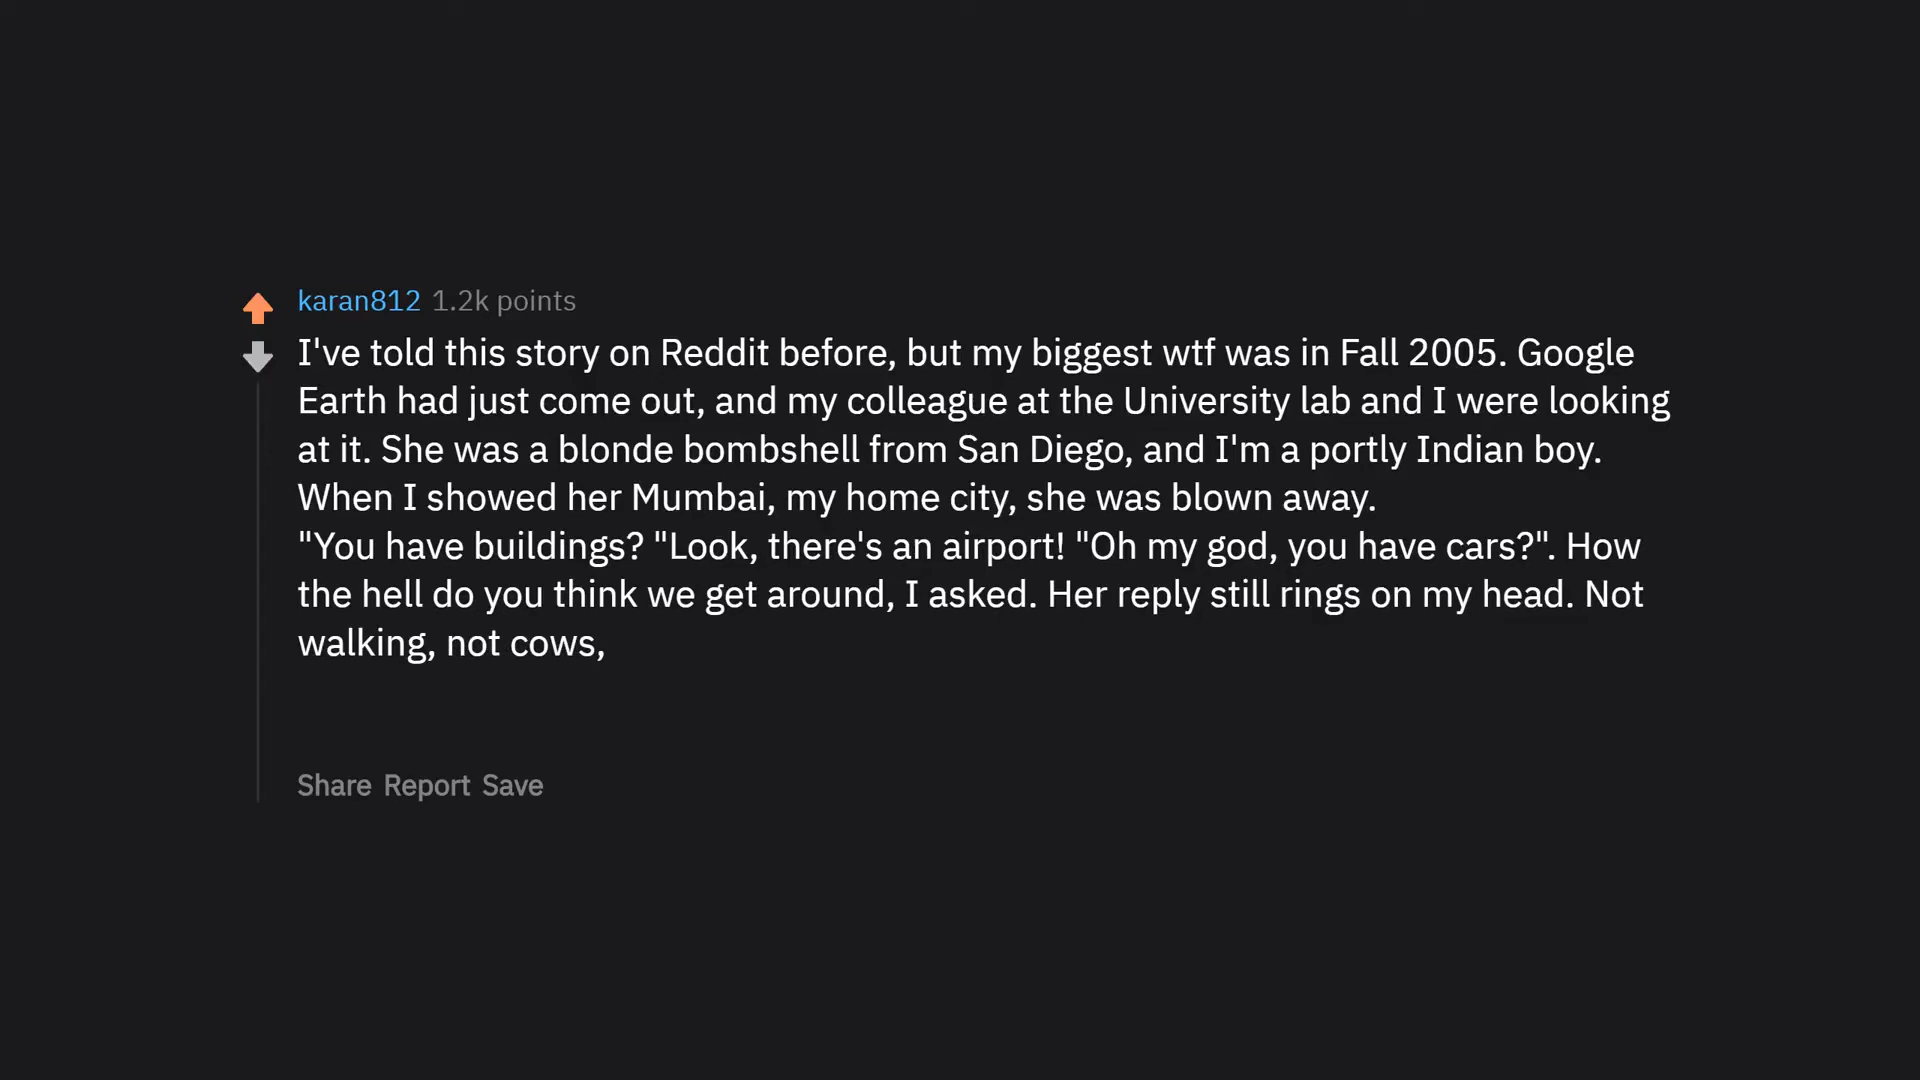 karan812 1.2k points
I've told this story on Reddit before, but my biggest wtf was in Fall 2005. Google
Earth had just come out, and my colleague at the University lab and I were looking
at it. She was a blonde bombshell from San Diego, and I'm a portly Indian boy.
When I showed her Mumbai, my home city, she was blown away.
"You have buildings? "Look, there's an airport! "Oh my god, you have cars?". How
the hell do you think we get around, I asked. Her reply still rings on my head. Not
walking, not cows,
Share Report Save